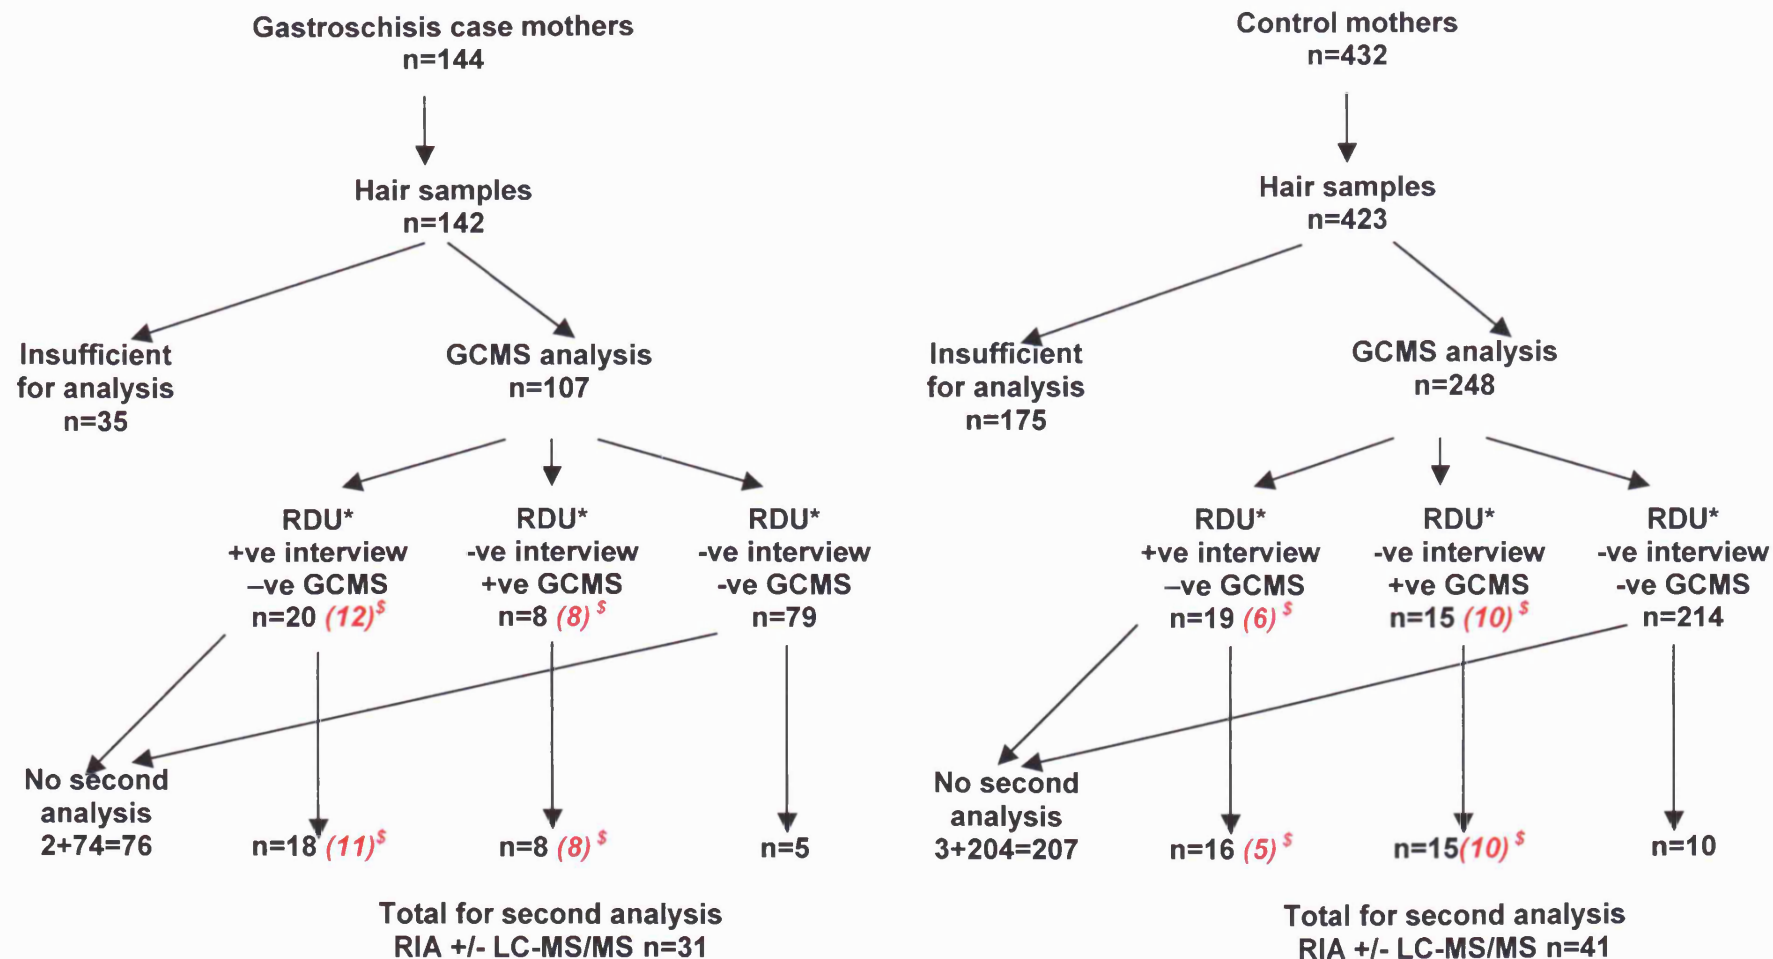 Gastroschisis case mothers
n=144
Hair samples
n=142
Insufficient
for analysis
n=35
GCMS analysis
n=107
RDU*
+ve interview
–ve GCMS
n=20 (12)$
RDU*
-ve interview
+ve GCMS
n=8 (8) $
RDU*
-ve interview
-ve GCMS
n=79
No second
analysis
2+74=76
n=18 (11)$
n=8 (8) $
n=5
Total for second analysis
RIA +/- LC-MS/MS n=31
Control mothers
n=432
Hair samples
n=423
Insufficient
for analysis
n=175
GCMS analysis
n=248
RDU*
+ve interview
–ve GCMS
n=19 (6) $
RDU*
-ve interview
+ve GCMS
n=15 (10) $
RDU*
-ve interview
-ve GCMS
n=214
No second
analysis
3+204=207
n=16 (5) $
n=15(10) $
n=10
Total for second analysis
RIA +/- LC-MS/MS n=41